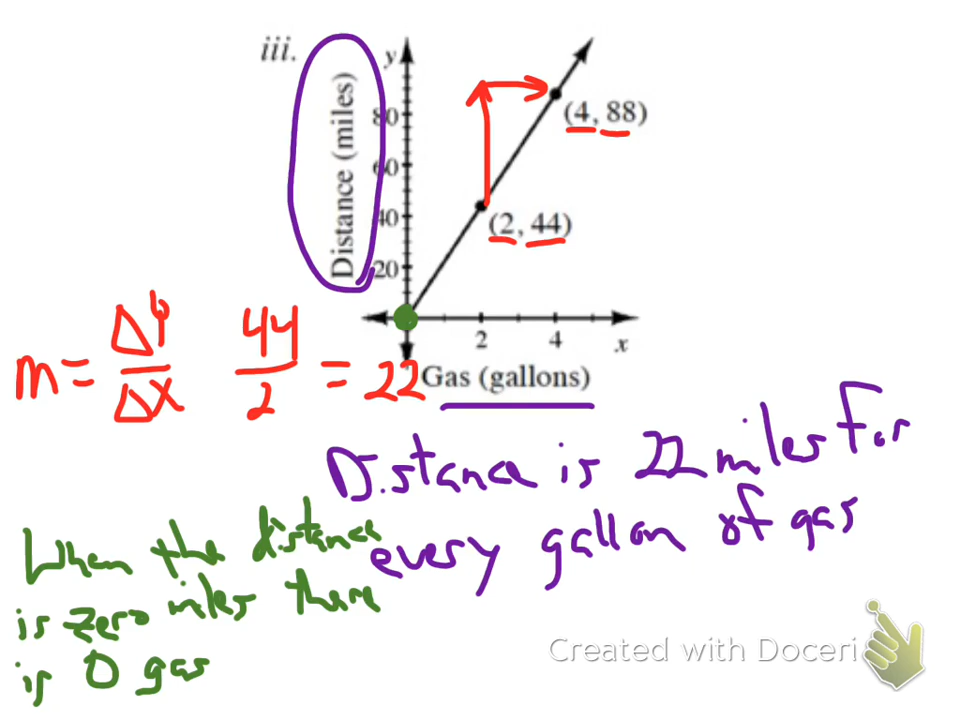 iii.
Distance (miles)
y
80
60
40
20
(4, 88)
(2, 44)
2
4
x
Gas (gallons)
m = Δy/Δx 44/2 = 22
Distance is 22 miles for
every gallon of gas
When the distance
is zero miles there
is 0 gas
Created with Doceri